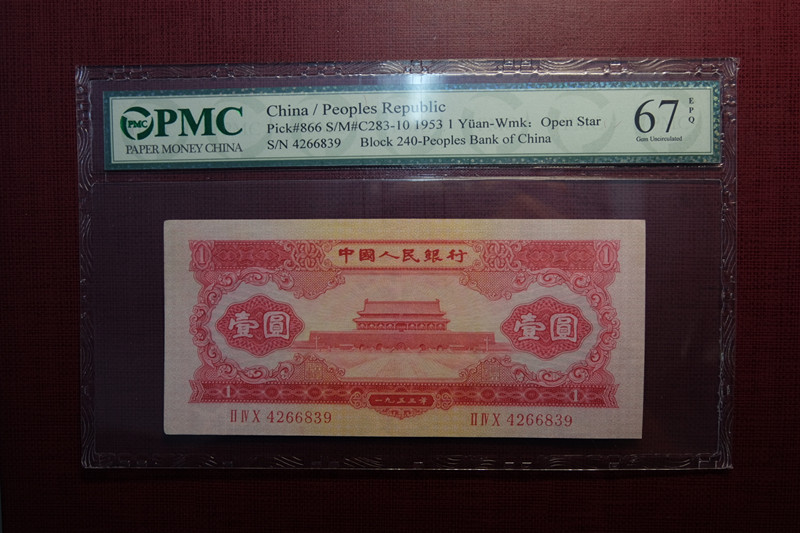 PMC PMC
PAPER MONEY CHINA
China / Peoples Republic
Pick#866 S/M#C283-10 1953 1 Yüan-Wmk: Open Star
S/N 4266839 Block 240-Peoples Bank of China
67 EPQ
Gem Uncirculated
1 中國人民銀行 1
壹圓 壹圓
1 一九五三年 1
II IV X 4266839 II IV X 4266839